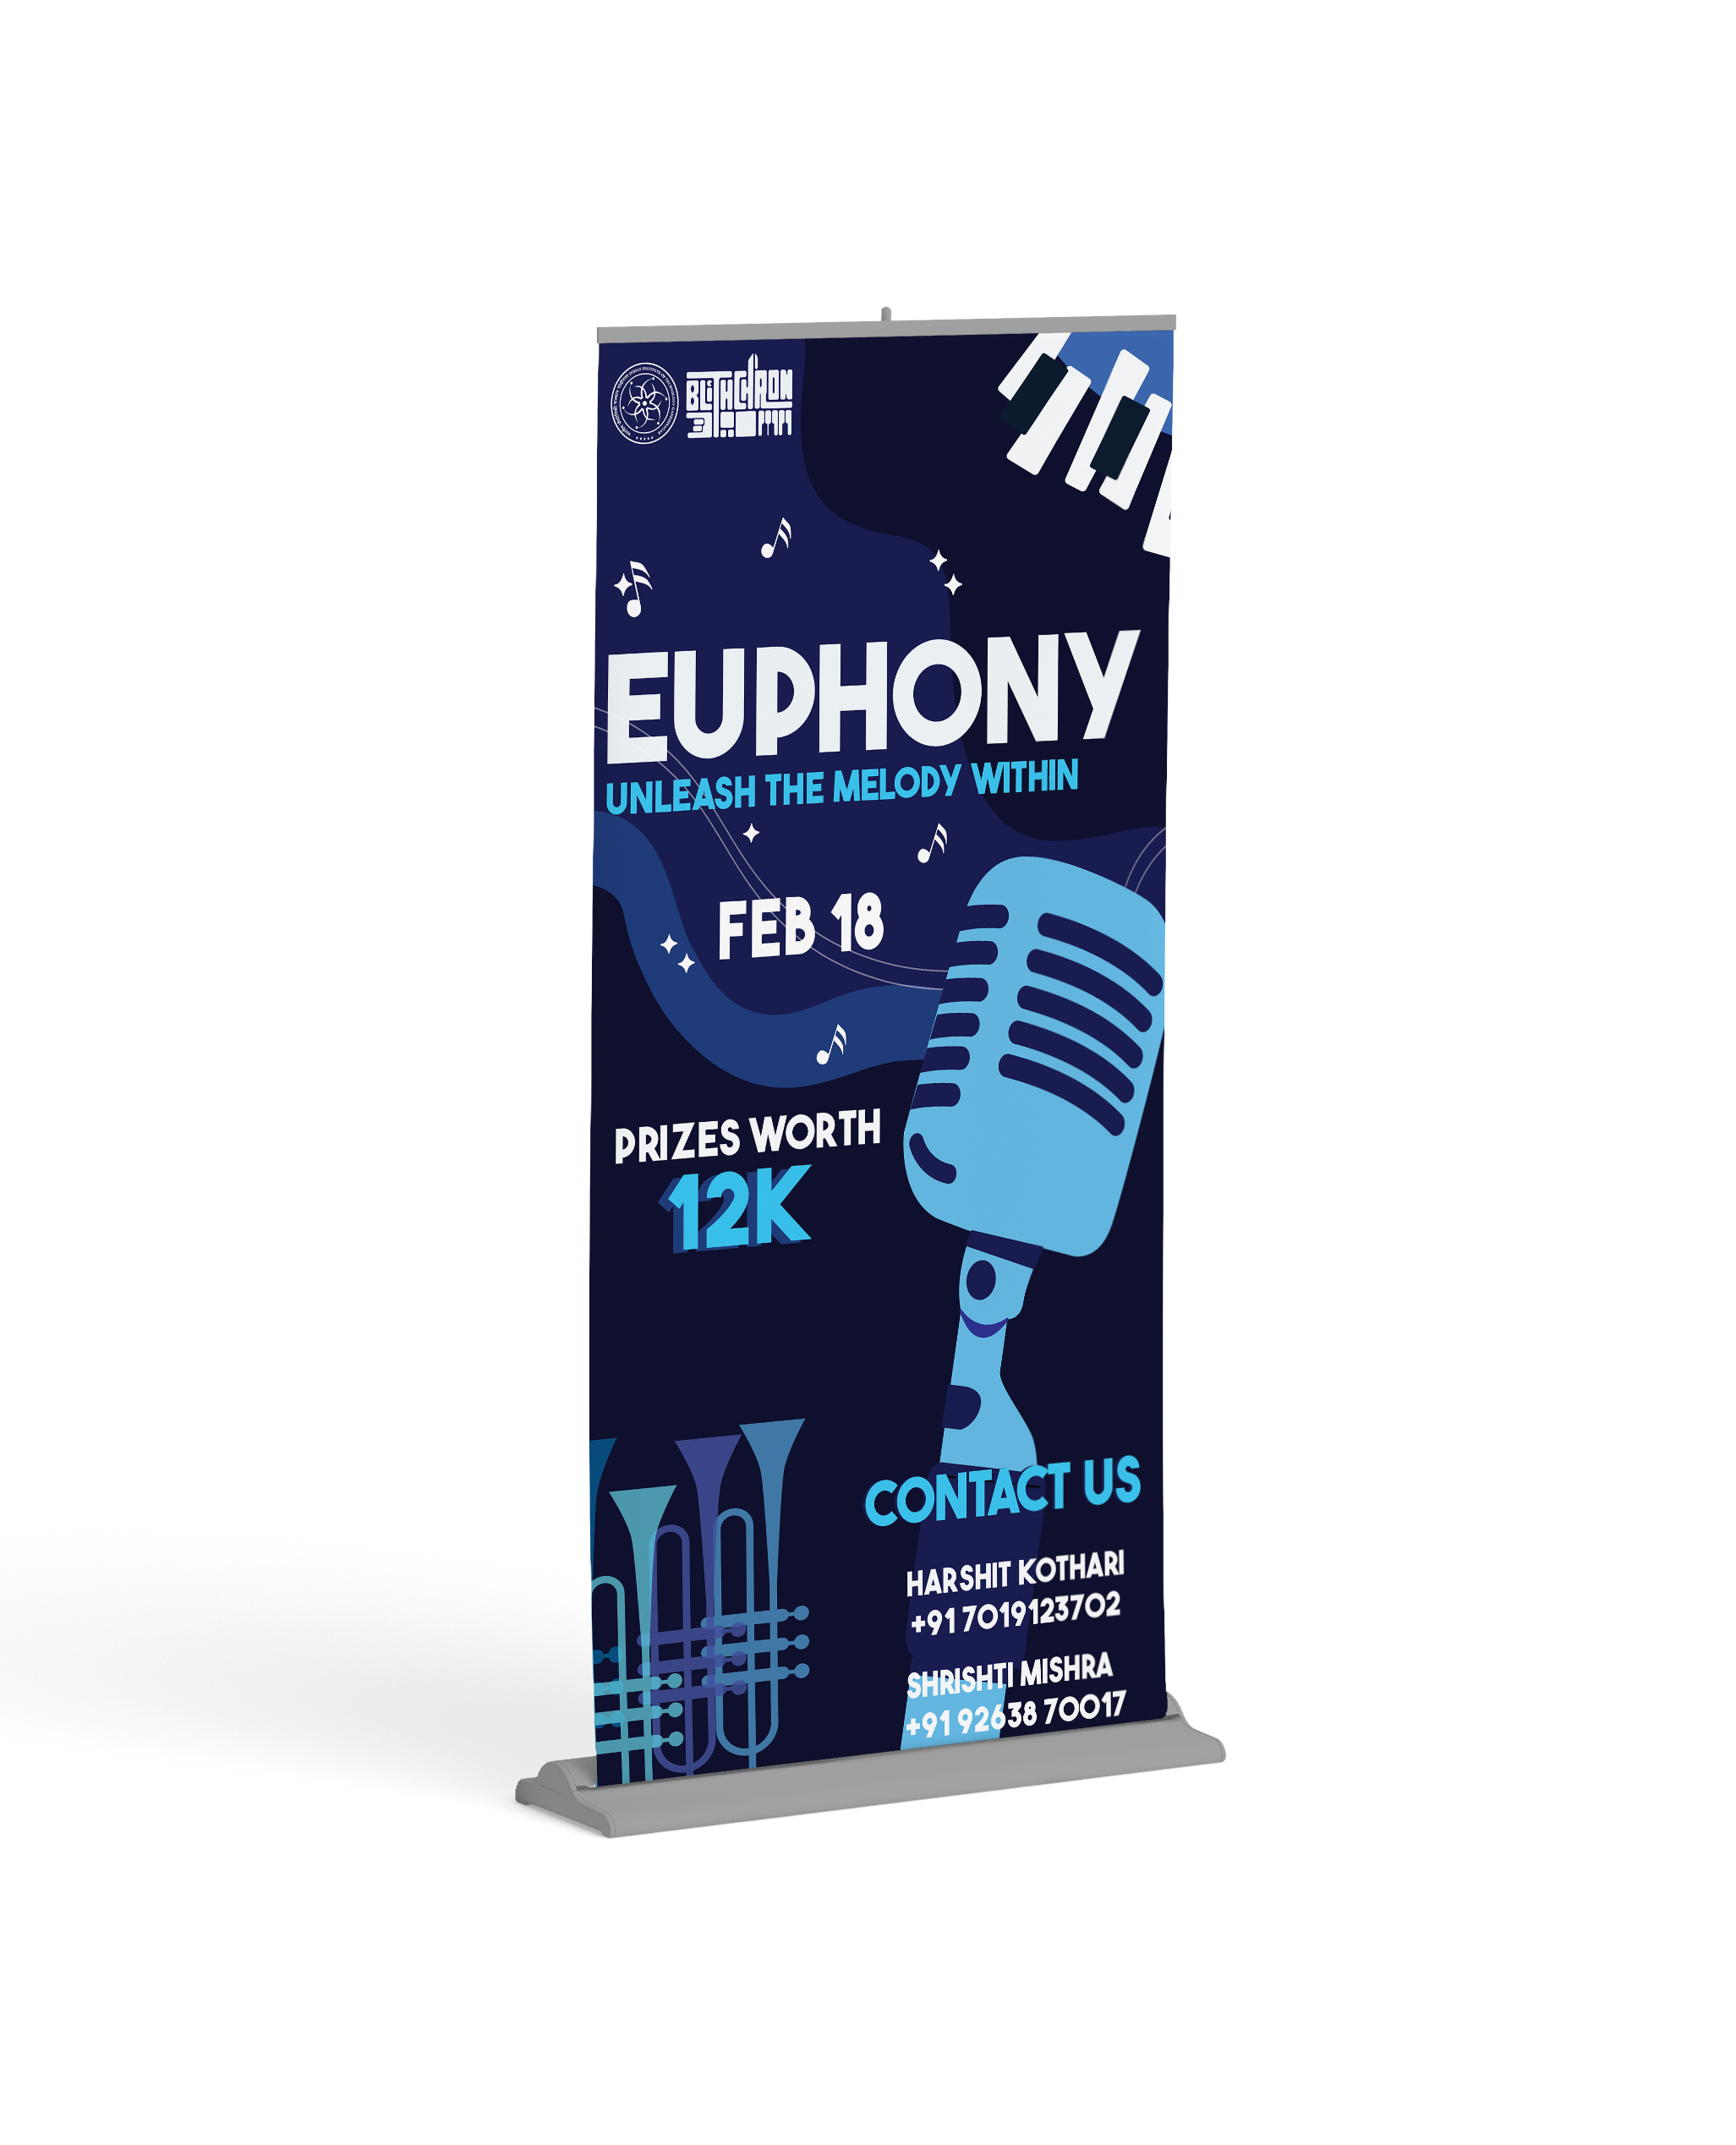 BLITHCHRON
EUPHONY
UNLEASH THE MELODY WITHIN
FEB 18
PRIZES WORTH
12K
CONTACT US
HARSHIT KOTHARI
+91 7019123702
SHRISHTI MISHRA
+91 92638 70017